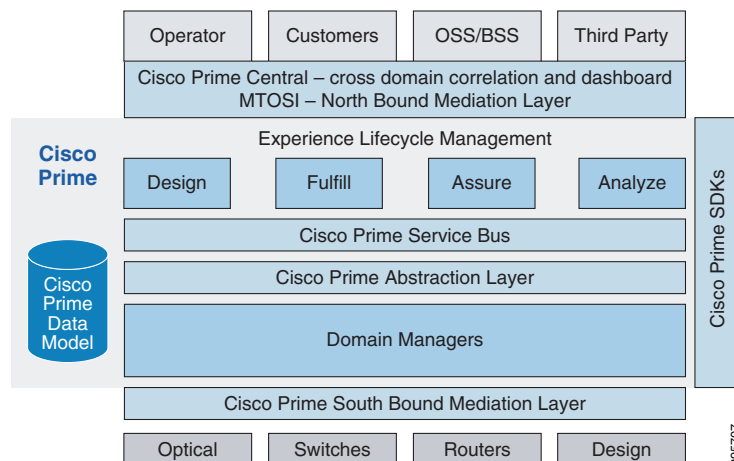 Operator
Customers
OSS/BSS
Third Party
Cisco Prime Central – cross domain correlation and dashboard
MTOSI – North Bound Mediation Layer
Experience Lifecycle Management
Cisco
Prime
Design
Fulfill
Assure
Analyze
Cisco Prime Service Bus
Cisco Prime Abstraction Layer
Cisco
Prime
Data
Model
Domain Managers
Cisco Prime SDKs
Cisco Prime South Bound Mediation Layer
Optical
Switches
Routers
Design